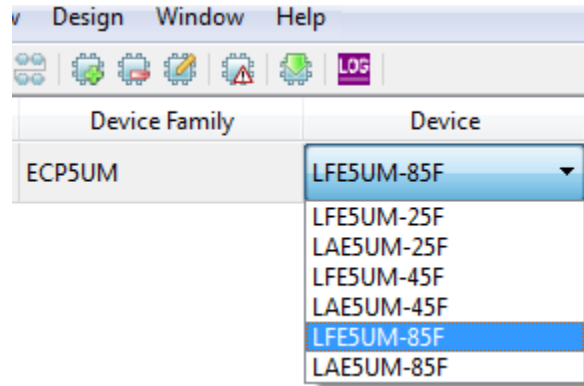 Design Window Help
LOG
Device Family Device
ECP5UM LFE5UM-85F
LFE5UM-25F
LAE5UM-25F
LFE5UM-45F
LAE5UM-45F
LFE5UM-85F
LAE5UM-85F